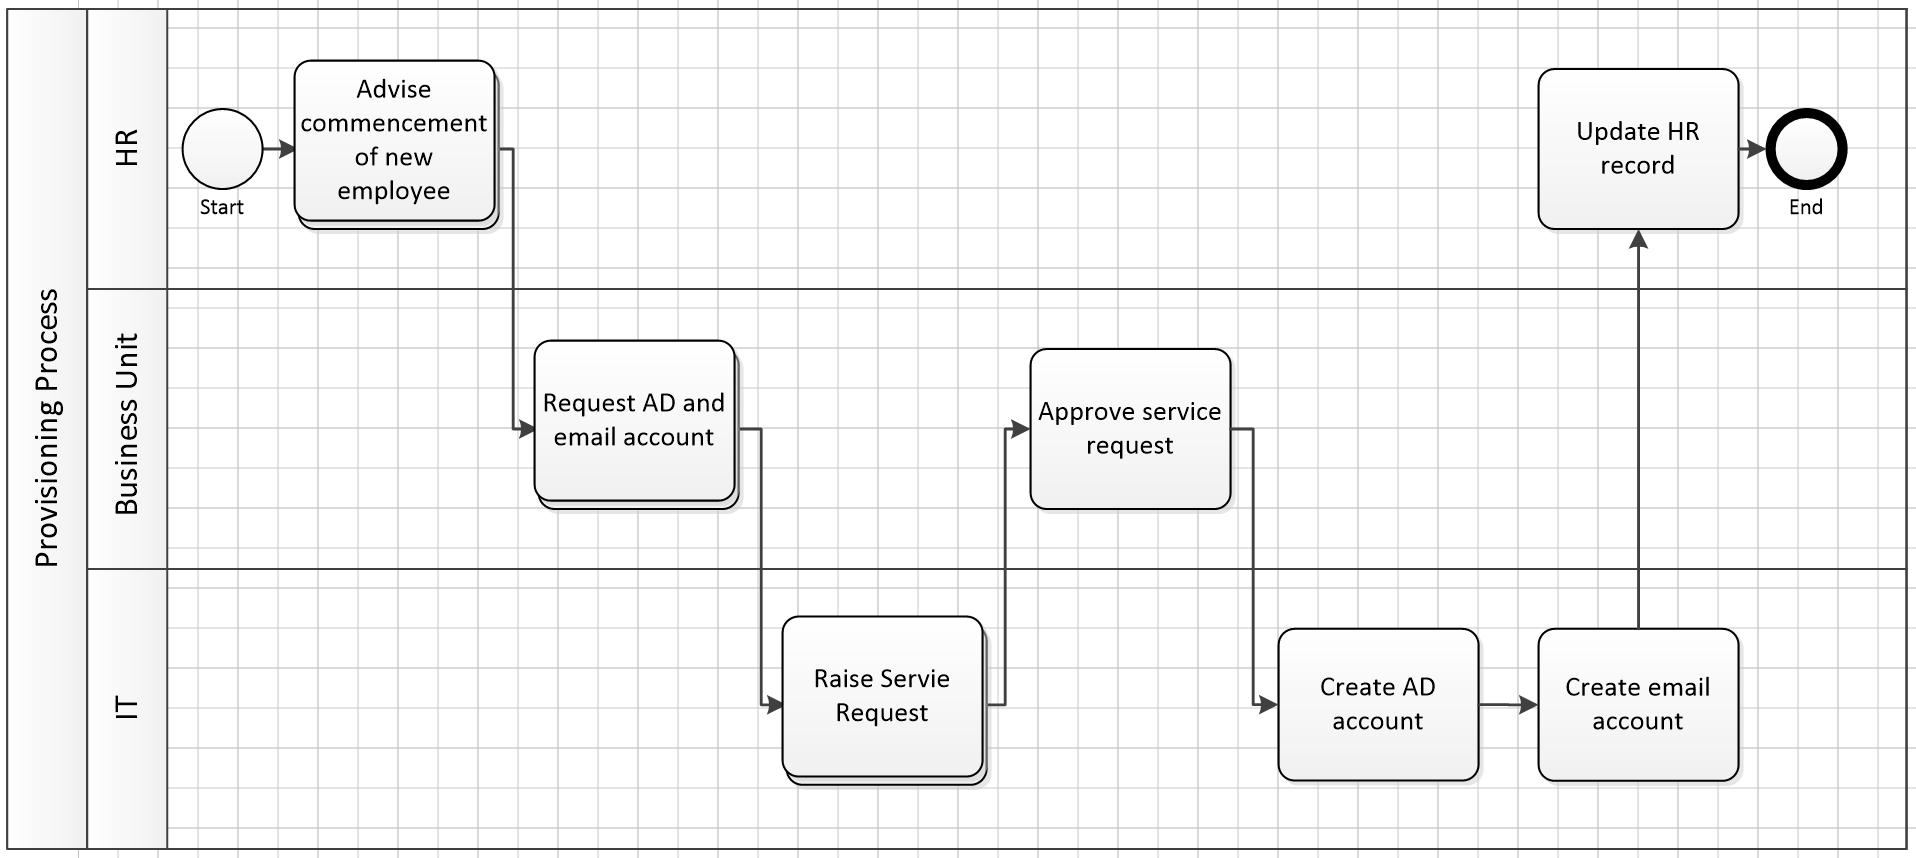 Provisioning Process
HR
Start
Advise
commencement
of new
employee
Update HR
record
End
Business Unit
Request AD and
email account
Approve service
request
IT
Raise Servie
Request
Create AD
account
Create email
account